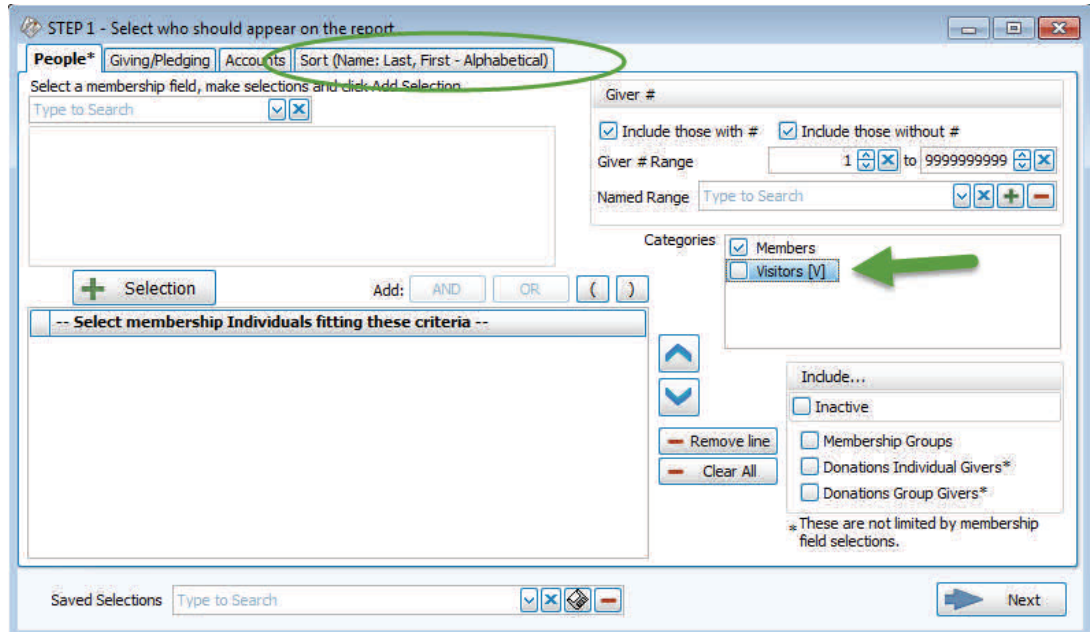 STEP 1 - Select who should appear on the report
People* Giving/Pledging Accounts Sort (Name: Last, First - Alphabetical)
Select a membership field, make selections and click Add Selection
Type to Search
Giver #
Include those with # Include those without #
Giver # Range 1 to 9999999999
Named Range Type to Search
Categories Members
Visitors [V]
Selection Add: AND OR ( )
-- Select membership Individuals fitting these criteria --
Include...
Inactive
Remove line Membership Groups
Clear All Donations Individual Givers*
Donations Group Givers*
* These are not limited by membership
field selections.
Saved Selections Type to Search Next